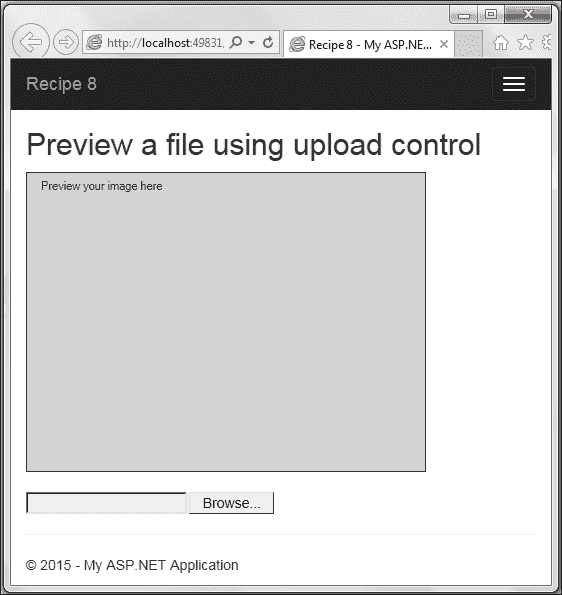 http://localhost:49831,
Recipe 8 - My ASP.NE...
Recipe 8
Preview a file using upload control
Preview your image here
Browse...
© 2015 - My ASP.NET Application